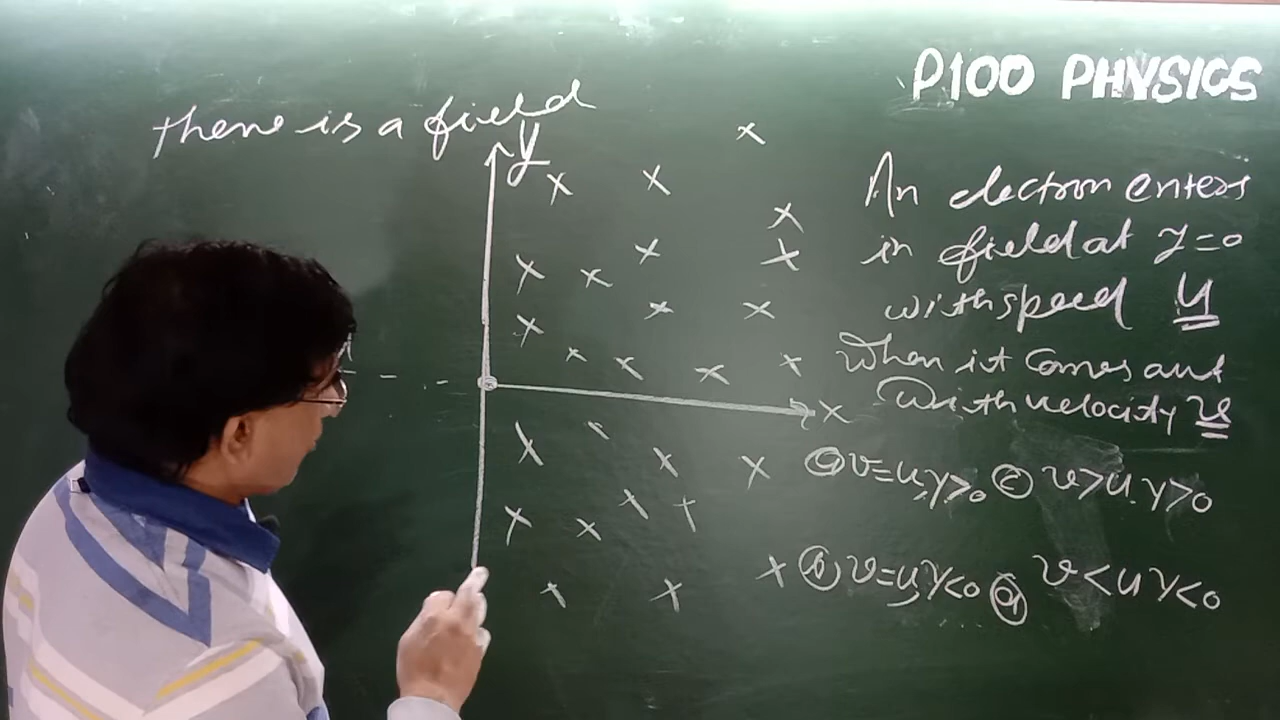 P100 PHYSICS
there is a field
y
x
An electron enters
in field at y=0
with speed u
When it comes out
With velocity v
v=u, y>0 (c) v>u, y>0
v=u, y<0 v<u y<0